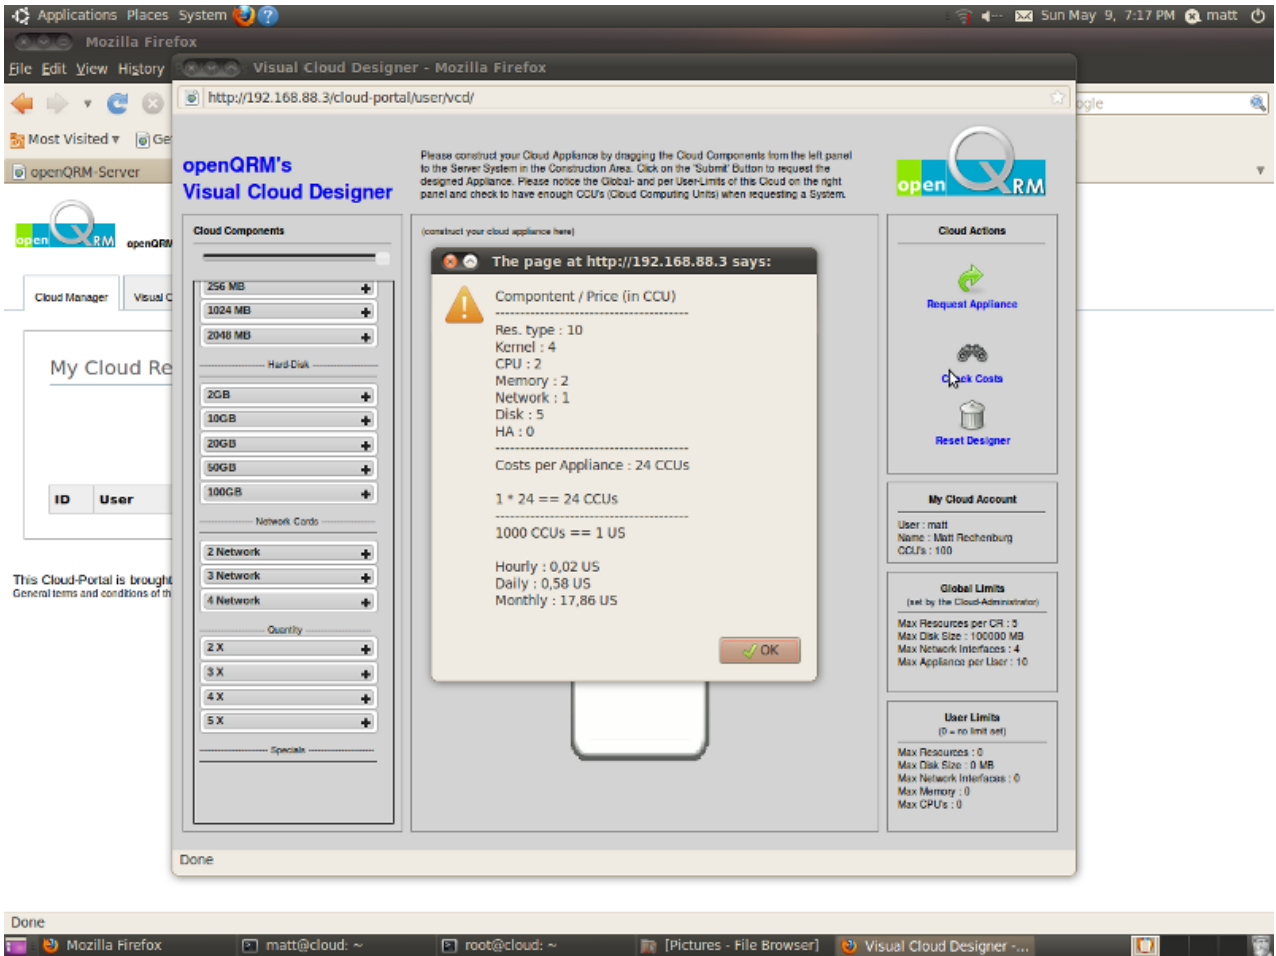 Applications Places System
Sun May 9, 7:17 PM matt
Mozilla Firefox
File Edit View History
Visual Cloud Designer - Mozilla Firefox
http://192.168.88.3/cloud-portal/user/vcd/
ogle
Most Visited
Ge
openQRM-Server
open QRM
openQRM
Cloud Manager
Visual C
My Cloud Re
ID User
This Cloud-Portal is brought
General terms and conditions of th
openQRM's
Visual Cloud Designer
Please construct your Cloud Appliance by dragging the Cloud Components from the left panel
to the Server System in the Construction Area. Click on the 'Submit' Button to request the
designed Appliance. Please notice the Global- and per User-Limits of this Cloud on the right
panel and check to have enough CCU's (Cloud Computing Units) when requesting a System.
open QRM
Cloud Components
256 MB
1024 MB
2048 MB
Hard-Disk
2GB
10GB
20GB
50GB
100GB
Network Cards
2 Network
3 Network
4 Network
Quantity
2 X
3 X
4 X
5 X
Specials
(construct your cloud appliance here)
The page at http://192.168.88.3 says:
Compontent / Price (in CCU)
------------------------------------------
Res. type : 10
Kernel : 4
CPU : 2
Memory : 2
Network : 1
Disk : 5
HA : 0
------------------------------------------
Costs per Appliance : 24 CCUs
1 * 24 == 24 CCUs
------------------------------------------
1000 CCUs == 1 US
Hourly : 0,02 US
Daily : 0,58 US
Monthly : 17,86 US
OK
Cloud Actions
Request Appliance
Check Costs
Reset Designer
My Cloud Account
User : matt
Name : Matt Rechenburg
CCU's : 100
Global Limits
(set by the Cloud-Administrator)
Max Resources per CR : 5
Max Disk Size : 100000 MB
Max Network Interfaces : 4
Max Appliance per User : 10
User Limits
(0 = no limit set)
Max Resources : 0
Max Disk Size : 0 MB
Max Network Interfaces : 0
Max Memory : 0
Max CPU's : 0
Done
Done
Mozilla Firefox
matt@cloud: ~
root@cloud: ~
[Pictures - File Browser]
Visual Cloud Designer -...